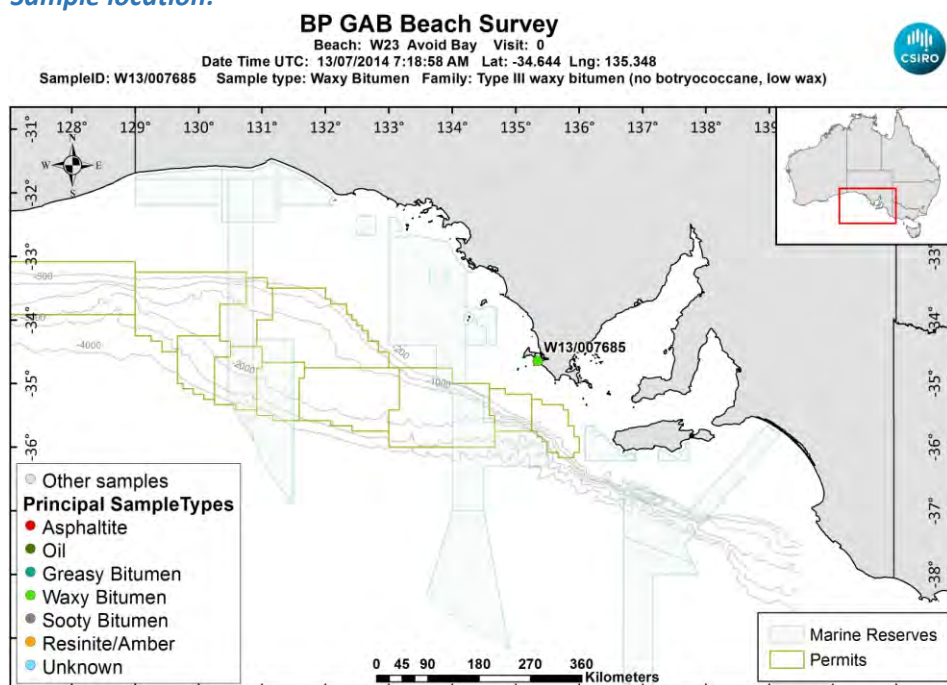 Sample location:
BP GAB Beach Survey
Beach: W23 Avoid Bay Visit: 0
Date Time UTC: 13/07/2014 7:18:58 AM Lat: -34.644 Lng: 135.348
SampleID: W13/007685 Sample type: Waxy Bitumen Family: Type III waxy bitumen (no botryococcane, low wax)
CSIRO
128° 129° 130° 131° 132° 133° 134° 135° 136° 137° 138° 139
-31°
-32°
-33°
-34°
-35°
-36°
-37°
-38°
-33°
-34°
-35°
-36°
-37°
-38°
N
W E
S
-200
-1000
-2000
-4000
W13/007685
Other samples
Principal SampleTypes
Asphaltite
Oil
Greasy Bitumen
Waxy Bitumen
Sooty Bitumen
Resinite/Amber
Unknown
0 45 90 180 270 360
Kilometers
Marine Reserves
Permits